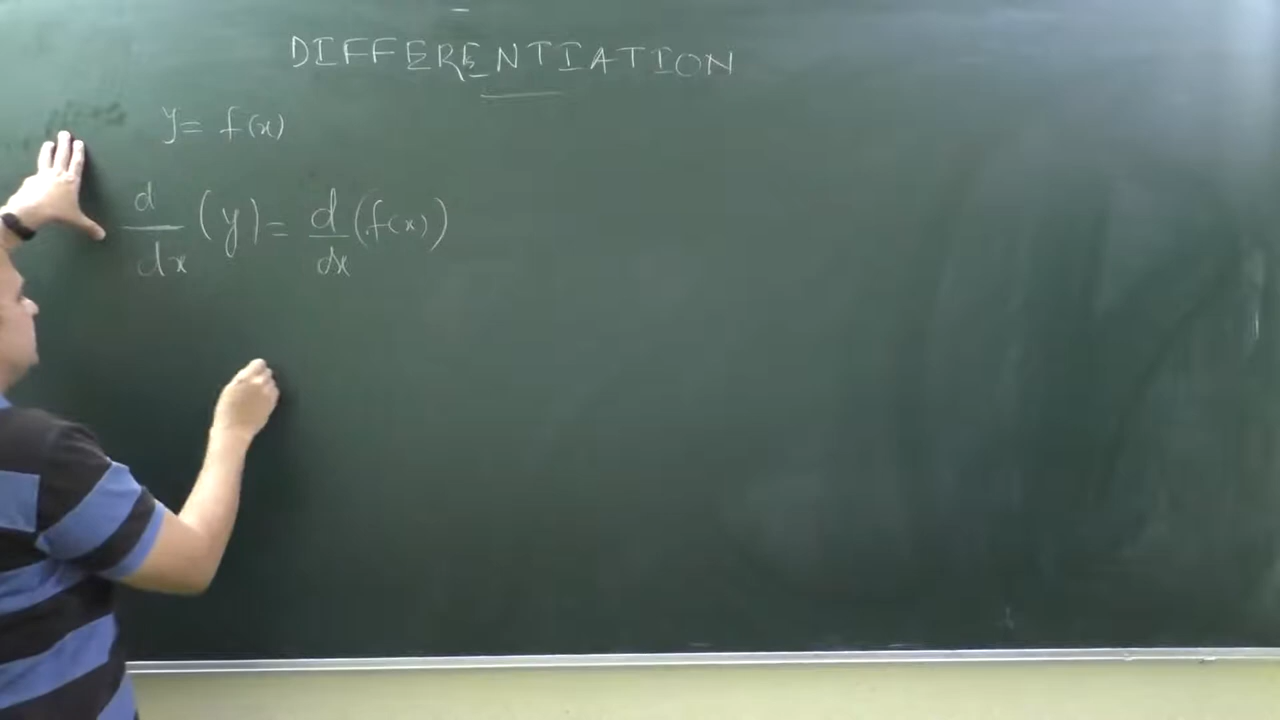 DIFFERENTIATION
y = f(x)
d/dx (y) = d/dx (f(x))